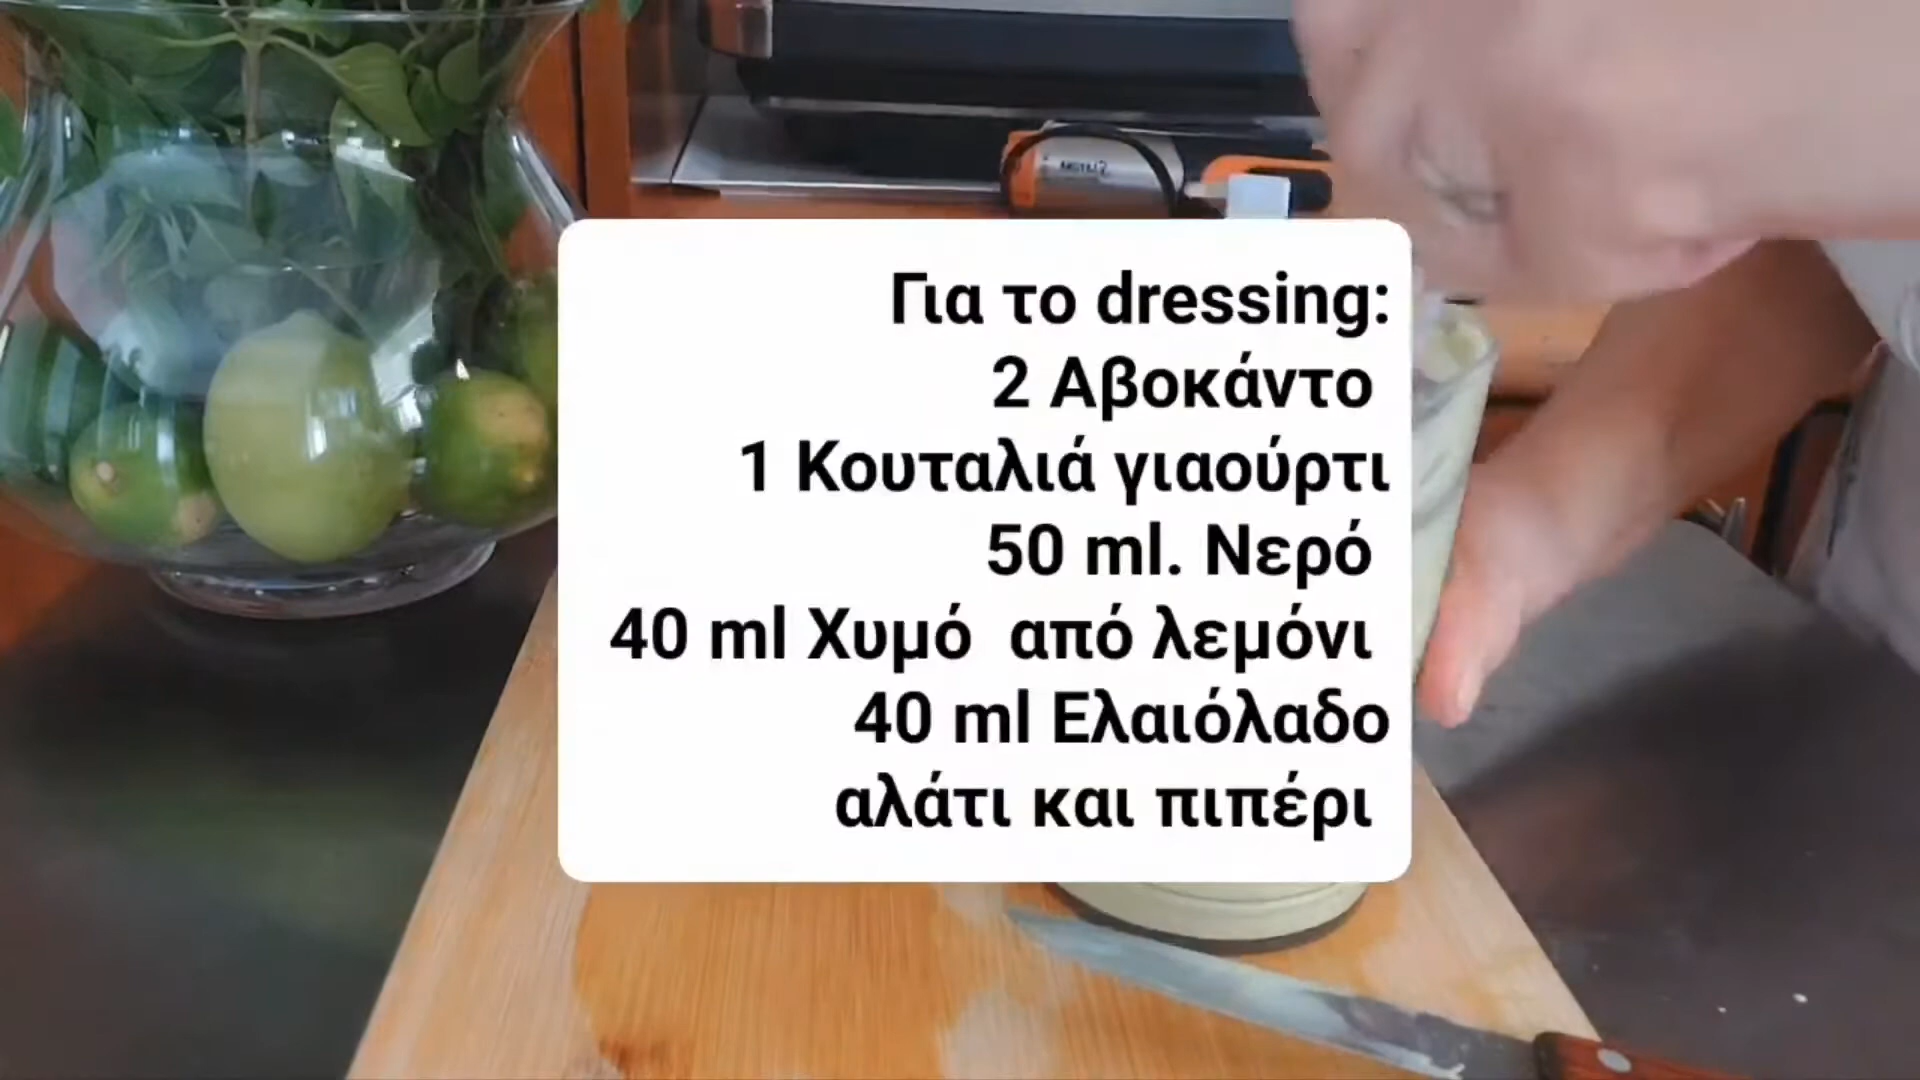 Για το dressing:
2 Αβοκάντο
1 Κουταλιά γιαούρτι
50 ml. Νερό
40 ml Χυμό από λεμόνι
40 ml Ελαιόλαδο
αλάτι και πιπέρι